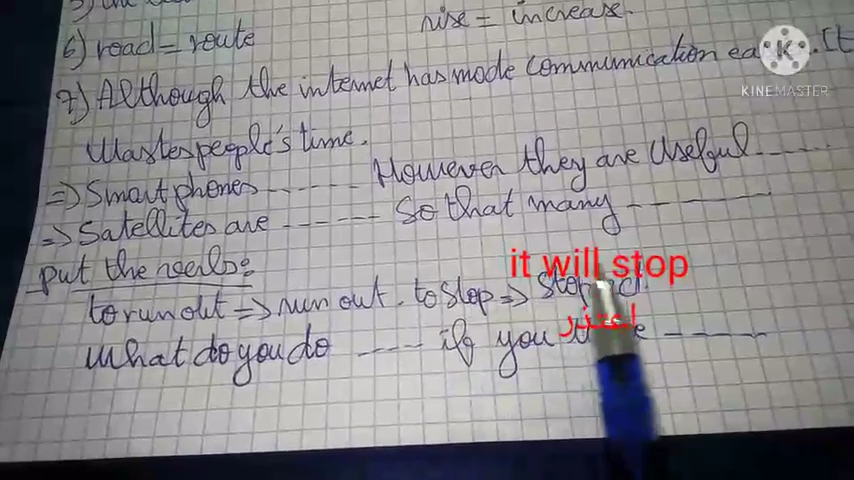 rise = increase.
6) road = route
7) Although the internet has made communication ea . It
Wastes people's time.
=> Smart phones ------ However they are useful -----
=> Satellites are ------ So that many --------
put the verbs:
it will stop
to run out => run out . to stop => stop
اعتذر
What do you do ---- if you -------
KINEMASTER